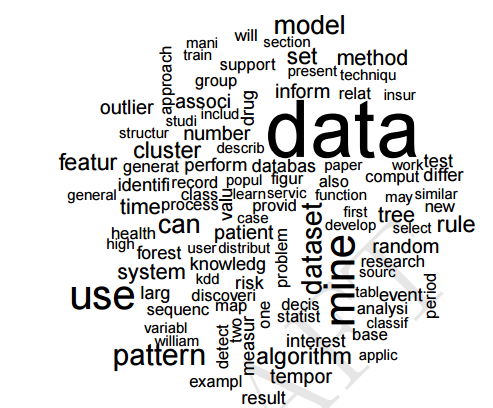 will model
mani section
train set method
approach support present techniqu
group inform relat insur
outlier associ drug
studi includ data
structur number describ
cluster
featur generat perform databas paper work test
identifi record popul figur also comput differ
general class learn servic function may similar
time process valu provid first tree new
can case develop select rule
health patient dataset mine random
high forest user distribut problem research
system knowledg sourc
kdd risk tabl event period
use larg discoveri decis analysi
sequenc map one statist classif
variabl two measur interest base
william detect
pattern algorithm applic
exampl tempor
result